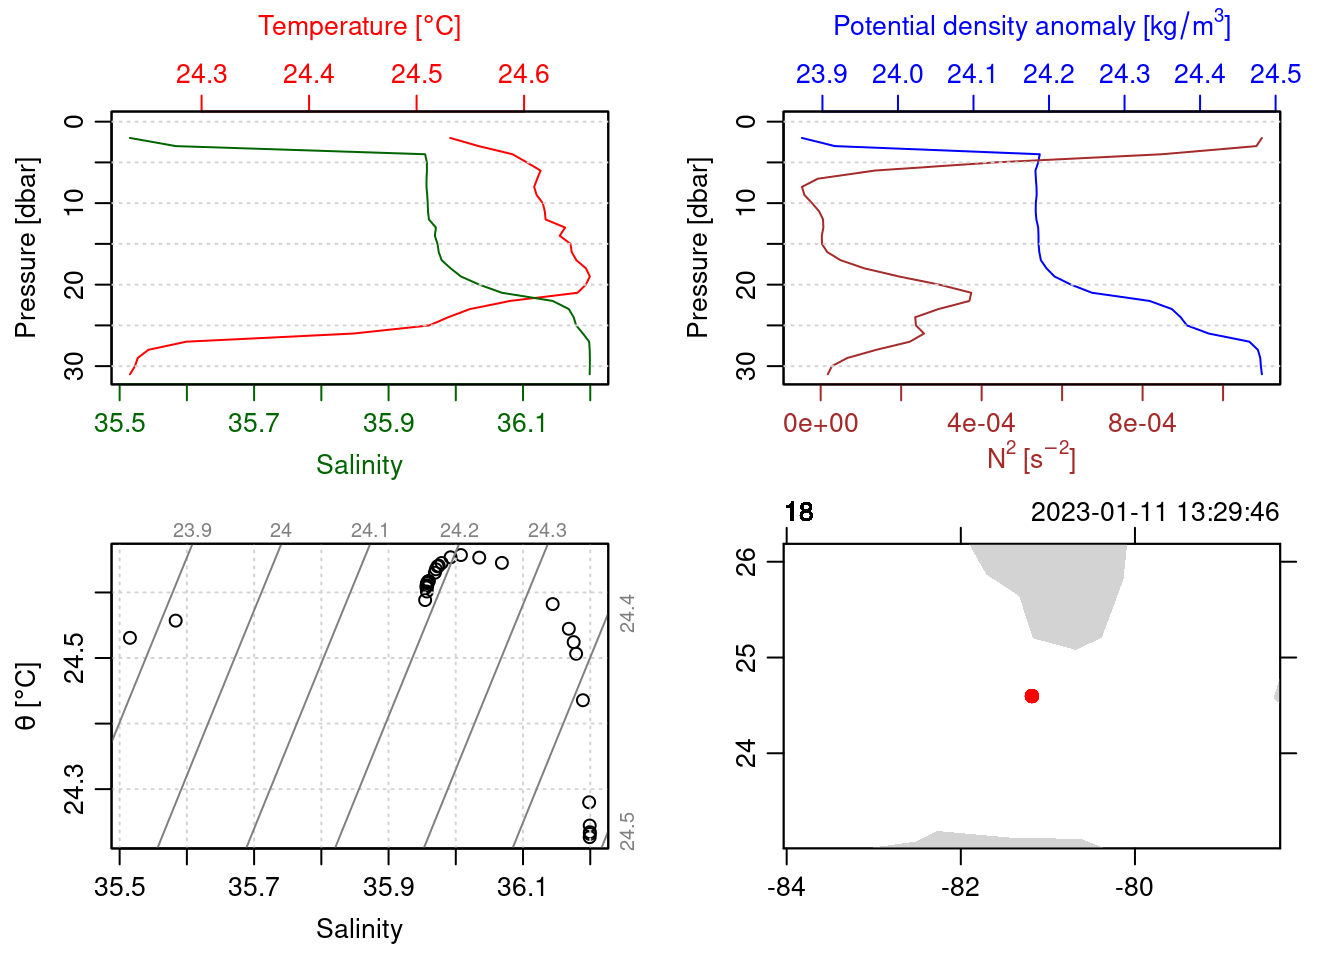 Temperature [°C]
24.3 24.4 24.5 24.6
0
10
20
30
Pressure [dbar]
35.5 35.7 35.9 36.1
Salinity
Potential density anomaly [kg/m³]
23.9 24.0 24.1 24.2 24.3 24.4 24.5
0
10
20
30
Pressure [dbar]
0e+00 4e-04 8e-04
N² [s⁻²]
23.9 24 24.1 24.2 24.3
24.4
24.5
24.5
24.3
θ [°C]
35.5 35.7 35.9 36.1
Salinity
18 2023-01-11 13:29:46
26
25
24
-84 -82 -80